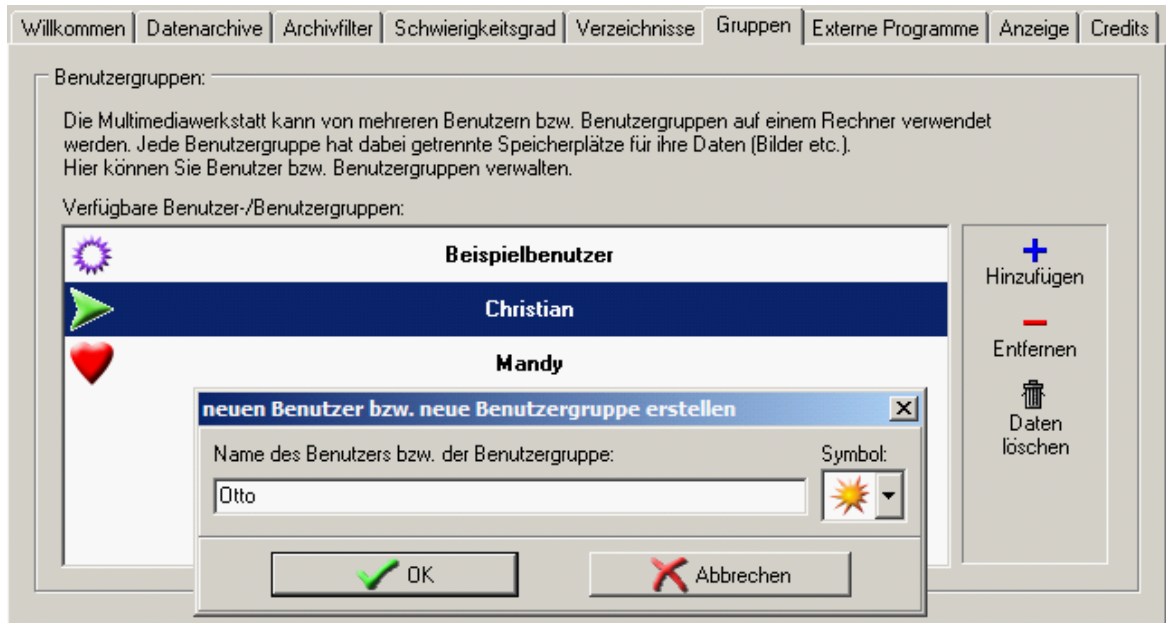 Willkommen Datenarchive Archivfilter Schwierigkeitsgrad Verzeichnisse Gruppen Externe Programme Anzeige Credits
Benutzergruppen:
Die Multimediawerkstatt kann von mehreren Benutzern bzw. Benutzergruppen auf einem Rechner verwendet
werden. Jede Benutzergruppe hat dabei getrennte Speicherplätze für ihre Daten (Bilder etc.).
Hier können Sie Benutzer bzw. Benutzergruppen verwalten.
Verfügbare Benutzer-/Benutzergruppen:
Beispielbenutzer
Christian
Mandy
Hinzufügen
Entfernen
Daten
löschen
neuen Benutzer bzw. neue Benutzergruppe erstellen
Name des Benutzers bzw. der Benutzergruppe:
Symbol:
Otto
OK
Abbrechen